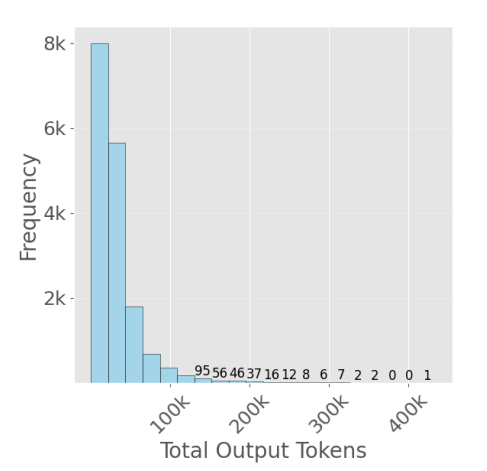 8k
6k
4k
2k
Frequency
95 56 46 37 16 12 8 6 7 2 2 0 0 1
100k 200k 300k 400k
Total Output Tokens